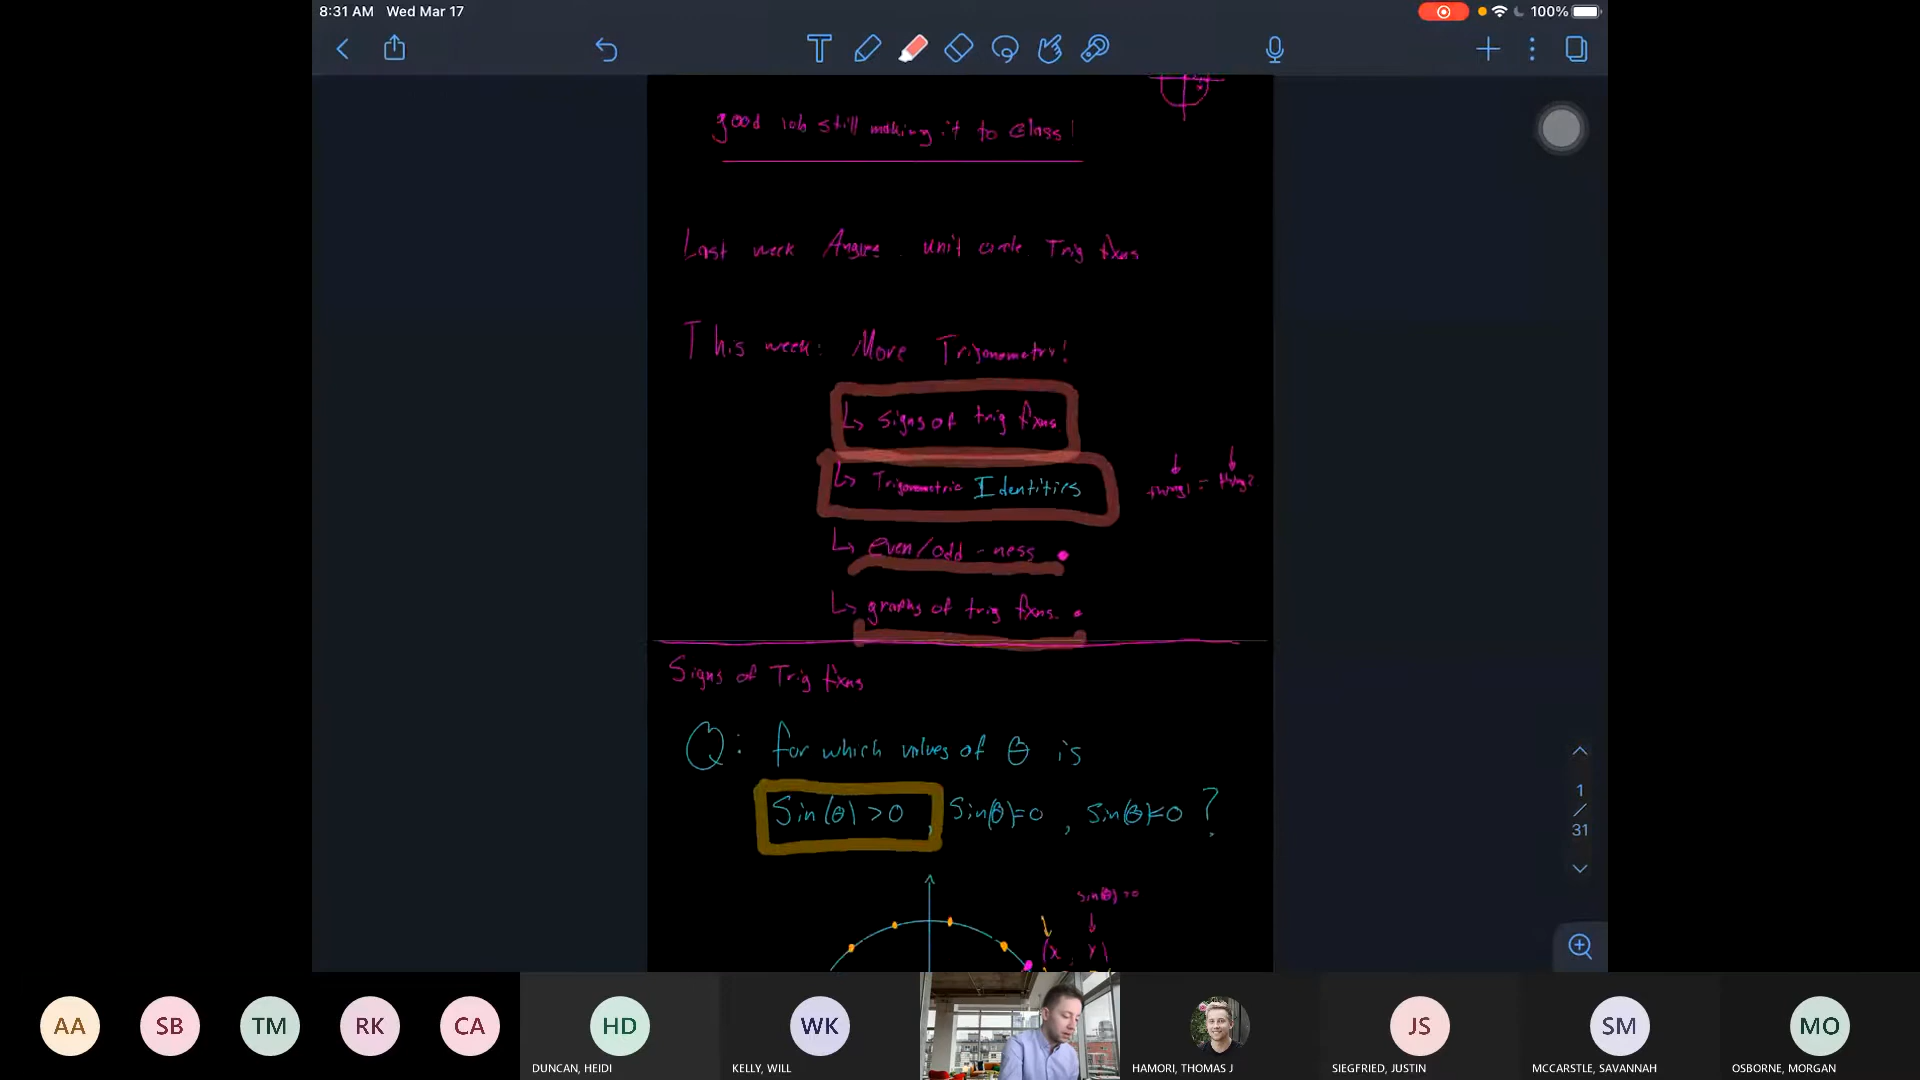 8:31 AM Wed Mar 17
100%
good job still making it to class!
Last week Angles . unit circle . Trig fxns
This week: More Trigonometry!
↳ signs of trig fxns.
↳ Trigonometric Identities
thing1 = thing2
↳ even/odd - ness
↳ graphs of trig fxns.
Signs of Trig fxns
Q: for which values of θ is
Sin(θ) > 0 , Sin(θ)=0 , Sin(θ)<0 ?
sin(θ) >0
(x, y)
1
/
31
AA
SB
TM
RK
CA
HD
DUNCAN, HEIDI
WK
KELLY, WILL
HAMORI, THOMAS J
JS
SIEGFRIED, JUSTIN
SM
MCCARSTLE, SAVANNAH
MO
OSBORNE, MORGAN